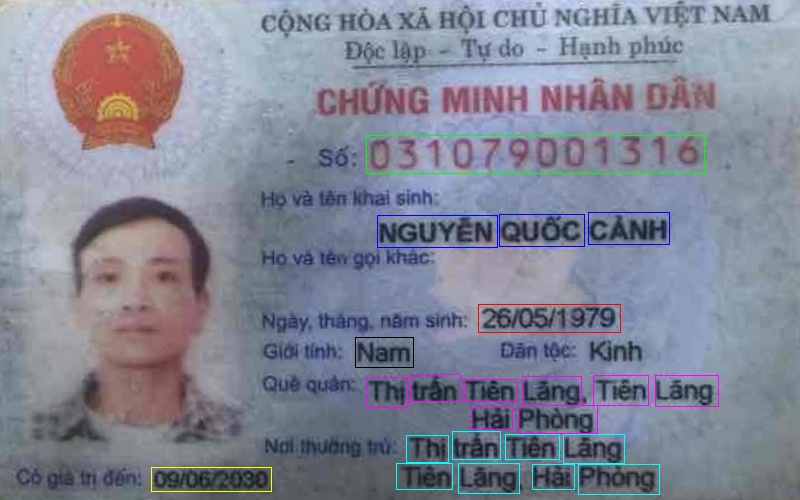 CỘNG HÒA XÃ HỘI CHỦ NGHĨA VIỆT NAM
Độc lập - Tự do - Hạnh phúc
CHỨNG MINH NHÂN DÂN
Số: 031079001316
Họ và tên khai sinh:
NGUYỄN QUỐC CẢNH
Họ và tên gọi khác:
Ngày, tháng, năm sinh: 26/05/1979
Giới tính: Nam Dân tộc: Kinh
Quê quán: Thị trấn Tiên Lãng, Tiên Lãng
Hải Phòng
Nơi thường trú: Thị trấn Tiên Lãng
Tiên Lãng, Hải Phòng
Có giá trị đến: 09/06/2030